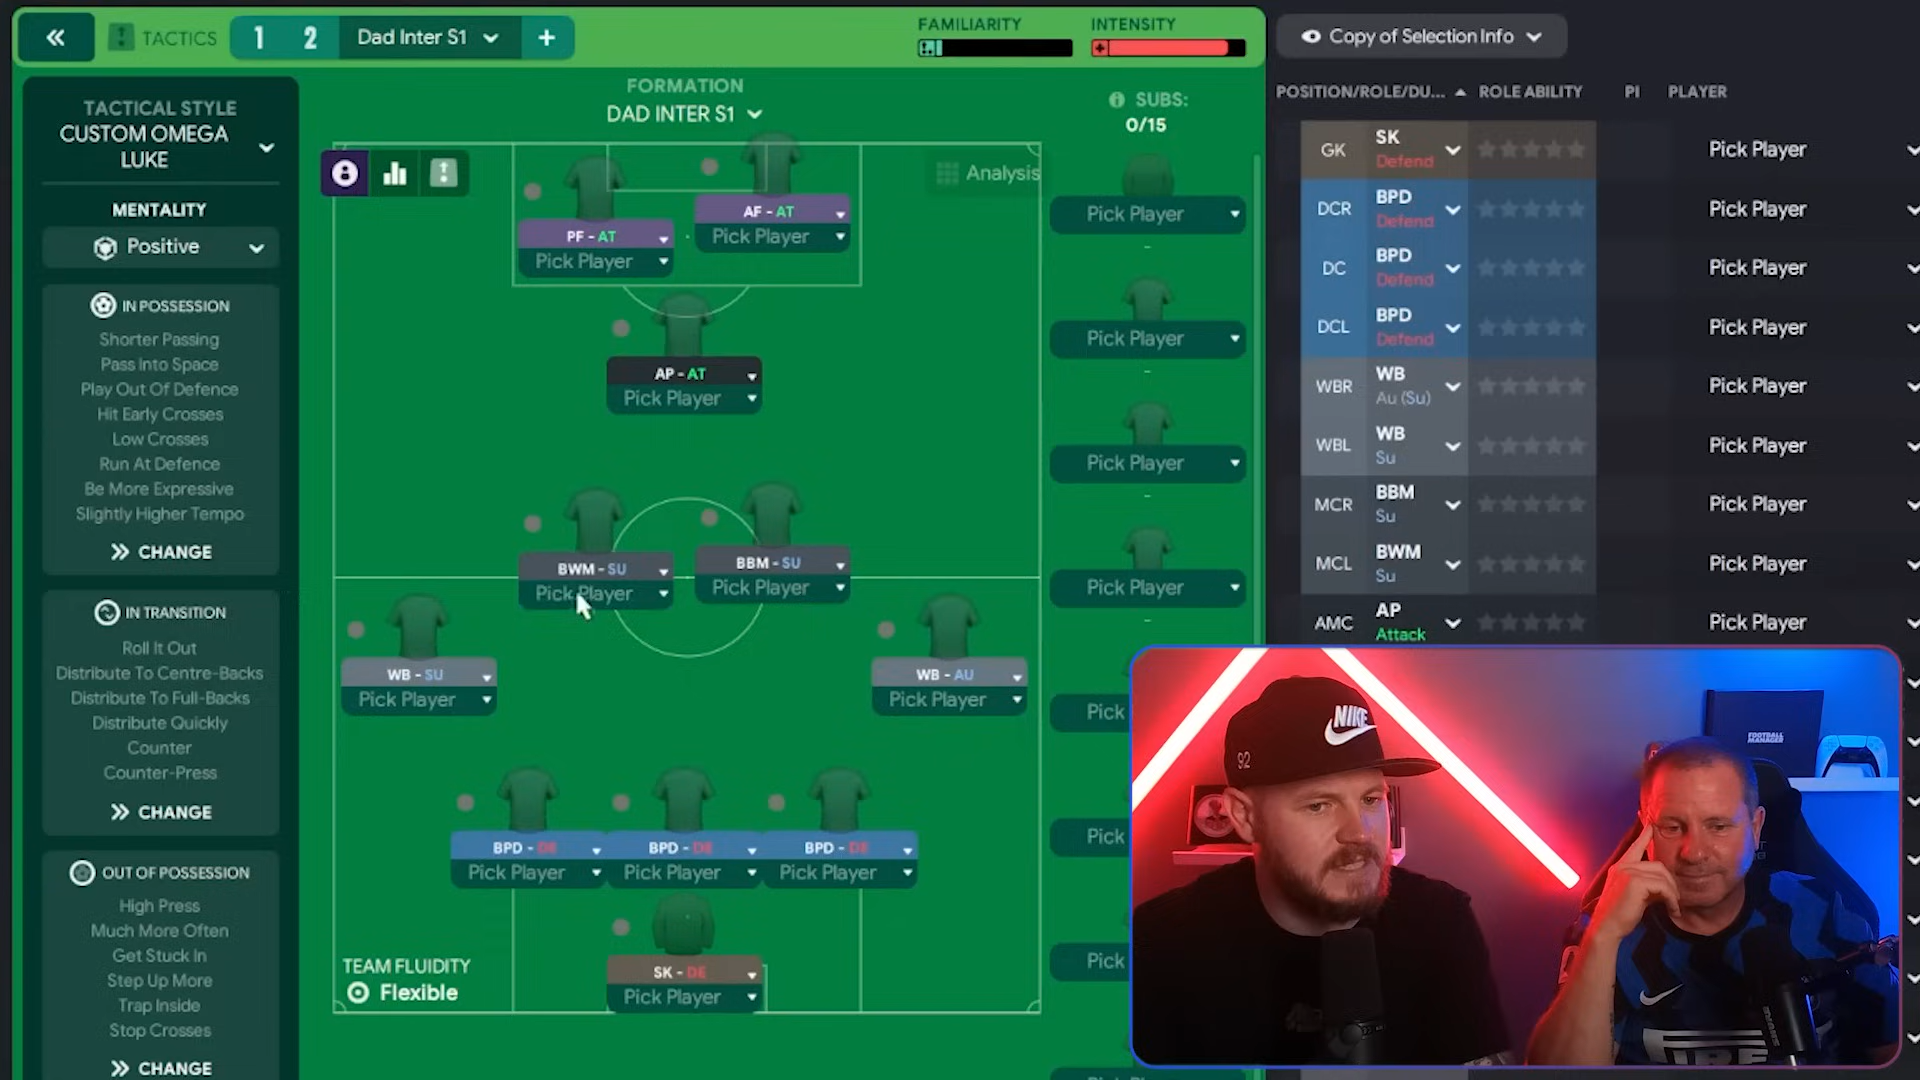 TACTICS
1
2
Dad Inter S1
FAMILIARITY
INTENSITY
Copy of Selection Info
TACTICAL STYLE
CUSTOM OMEGA
LUKE
MENTALITY
Positive
IN POSSESSION
Shorter Passing
Pass Into Space
Play Out Of Defence
Hit Early Crosses
Low Crosses
Run At Defence
Be More Expressive
Slightly Higher Tempo
CHANGE
IN TRANSITION
Roll It Out
Distribute To Centre-Backs
Distribute To Full-Backs
Distribute Quickly
Counter
Counter-Press
CHANGE
OUT OF POSSESSION
High Press
Much More Often
Get Stuck In
Step Up More
Trap Inside
Stop Crosses
CHANGE
FORMATION
DAD INTER S1
SUBS:
0/15
Analysis
AF - AT
Pick Player
PF - AT
Pick Player
AP - AT
Pick Player
BWM - SU
Pick Player
BBM - SU
Pick Player
WB - SU
Pick Player
WB - AU
Pick Player
BPD - DE
Pick Player
BPD - DE
Pick Player
BPD - DE
Pick Player
SK - DE
Pick Player
TEAM FLUIDITY
Flexible
Pick Player
Pick Player
Pick Player
Pick Player
Pick
Pick
Pick
POSITION/ROLE/DU...
ROLE ABILITY
PI
PLAYER
GK
SK
Defend
Pick Player
DCR
BPD
Defend
Pick Player
DC
BPD
Defend
Pick Player
DCL
BPD
Defend
Pick Player
WBR
WB
Au (Su)
Pick Player
WBL
WB
Su
Pick Player
MCR
BBM
Su
Pick Player
MCL
BWM
Su
Pick Player
AMC
AP
Attack
Pick Player
NIKE
92
FOOTBALL
MANAGER